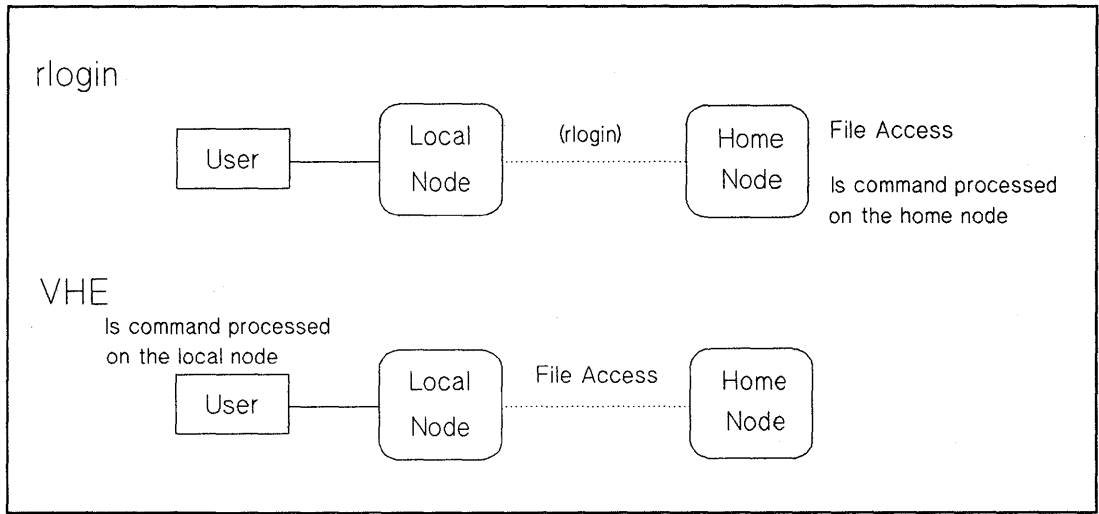 rlogin
User
Local
Node
(rlogin)
Home
Node
File Access
ls command processed
on the home node
VHE
ls command processed
on the local node
User
Local
Node
File Access
Home
Node